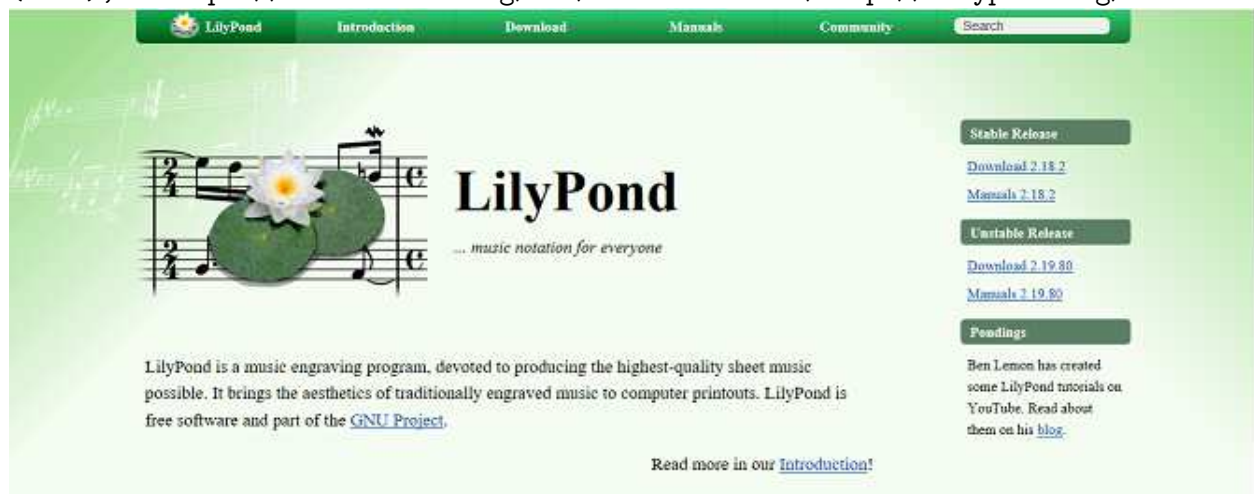 LilyPond Introduction Download Manuals Community Search
LilyPond
... music notation for everyone
LilyPond is a music engraving program, devoted to producing the highest-quality sheet music
possible. It brings the aesthetics of traditionally engraved music to computer printouts. LilyPond is
free software and part of the GNU Project.
Read more in our Introduction!
Stable Release
Download 2.18.2
Manuals 2.18.2
Unstable Release
Download 2.19.80
Manuals 2.19.80
Pondings
Ben Lemon has created
some LilyPond tutorials on
YouTube. Read about
them on his blog.